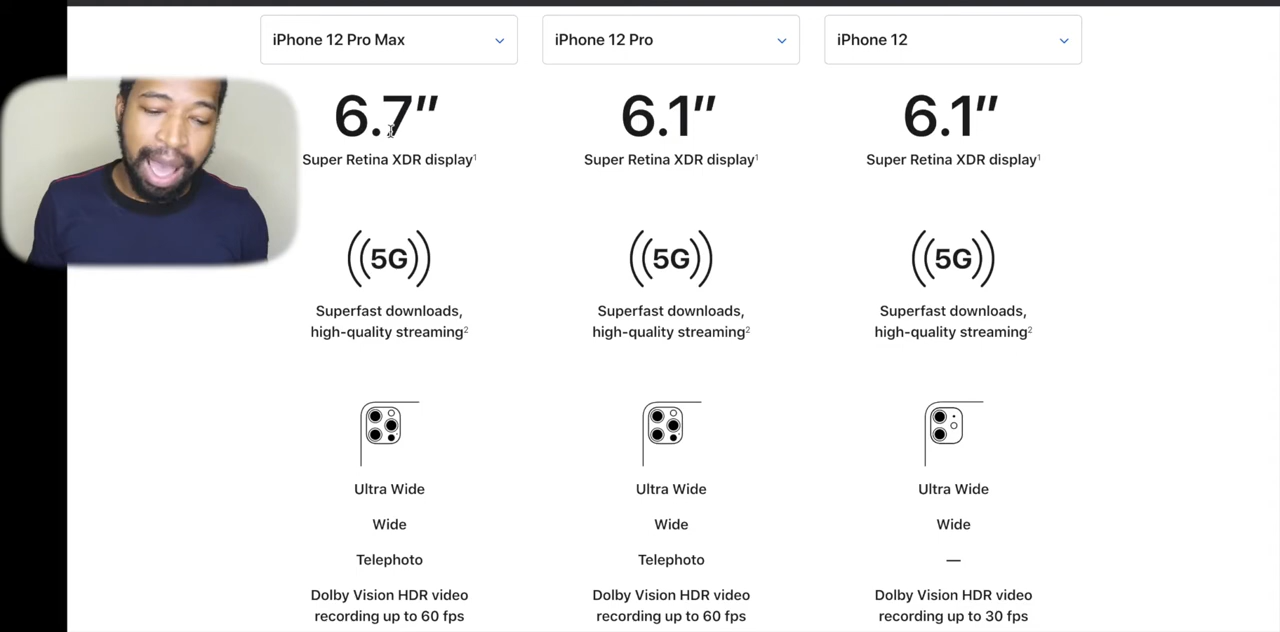 iPhone 12 Pro Max
iPhone 12 Pro
iPhone 12
6.7″
6.1″
6.1″
Super Retina XDR display¹
Super Retina XDR display¹
Super Retina XDR display¹
5G
5G
5G
Superfast downloads,
high-quality streaming²
Superfast downloads,
high-quality streaming²
Superfast downloads,
high-quality streaming²
Ultra Wide
Ultra Wide
Ultra Wide
Wide
Wide
Wide
Telephoto
Telephoto
—
Dolby Vision HDR video
recording up to 60 fps
Dolby Vision HDR video
recording up to 60 fps
Dolby Vision HDR video
recording up to 30 fps